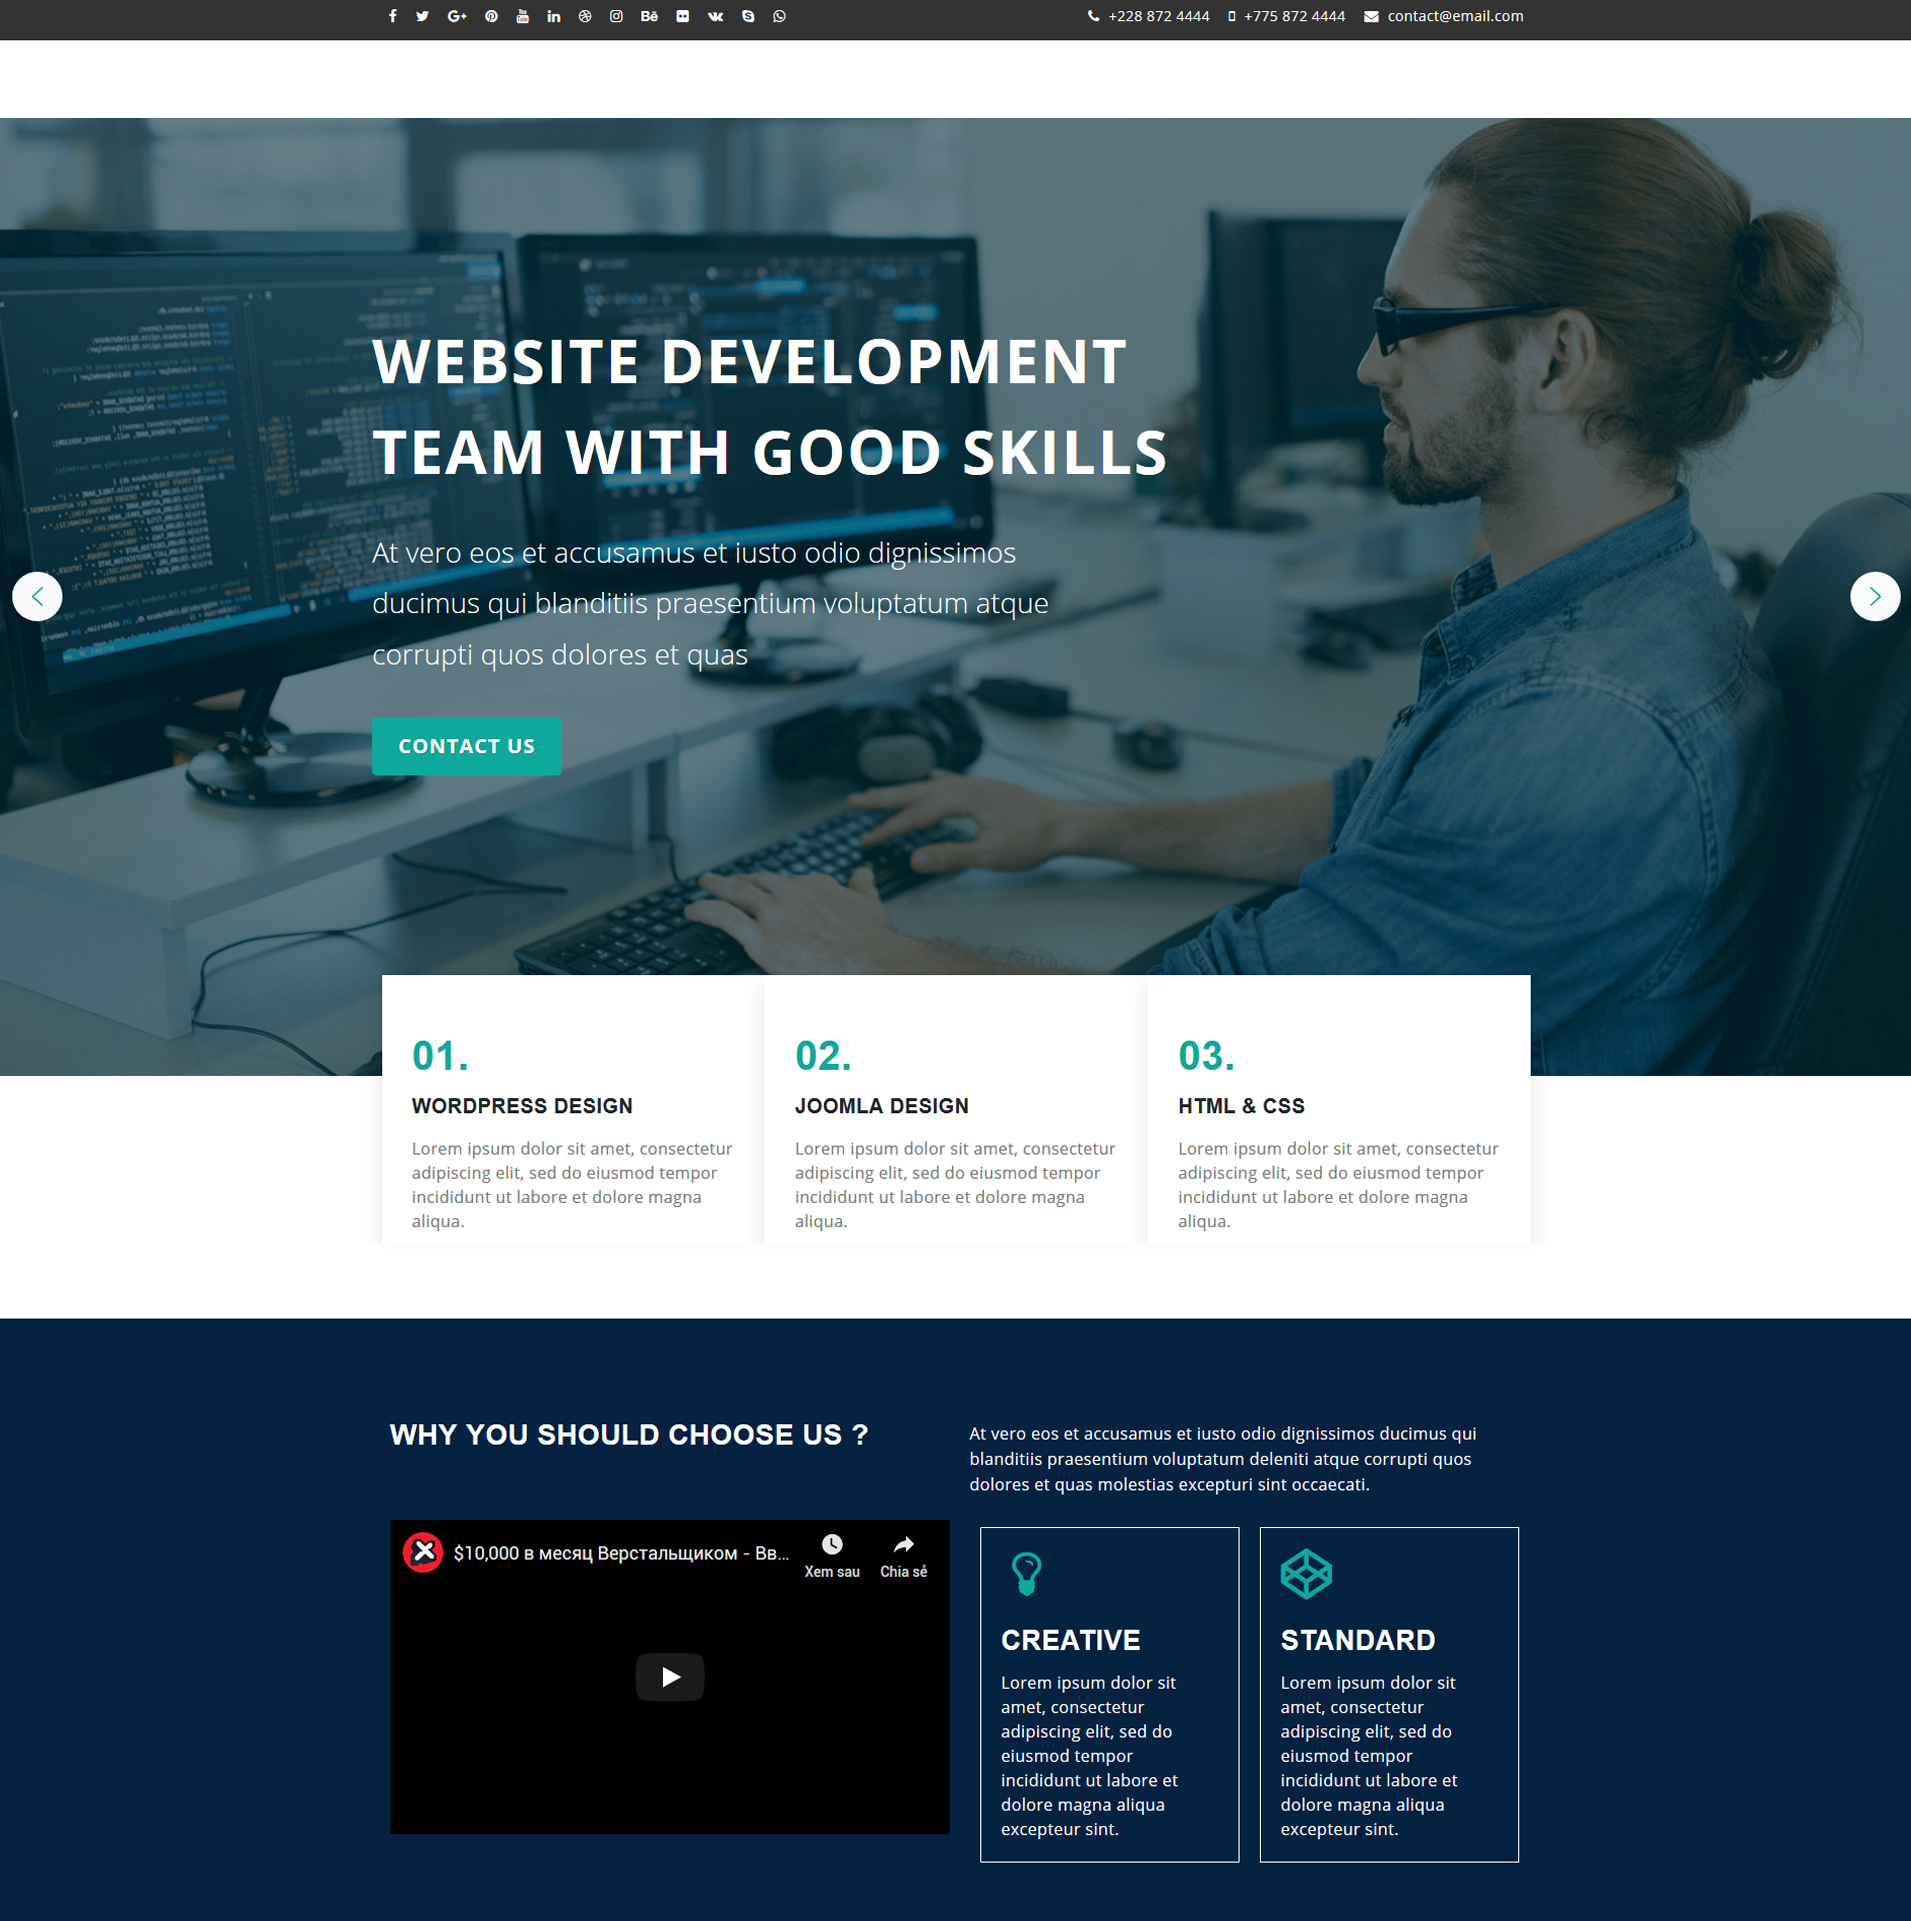 +228 872 4444 +775 872 4444 contact@email.com
WEBSITE DEVELOPMENT
TEAM WITH GOOD SKILLS
At vero eos et accusamus et iusto odio dignissimos
ducimus qui blanditiis praesentium voluptatum atque
corrupti quos dolores et quas
CONTACT US
01.
WORDPRESS DESIGN
Lorem ipsum dolor sit amet, consectetur
adipiscing elit, sed do eiusmod tempor
incididunt ut labore et dolore magna
aliqua.
02.
JOOMLA DESIGN
Lorem ipsum dolor sit amet, consectetur
adipiscing elit, sed do eiusmod tempor
incididunt ut labore et dolore magna
aliqua.
03.
HTML & CSS
Lorem ipsum dolor sit amet, consectetur
adipiscing elit, sed do eiusmod tempor
incididunt ut labore et dolore magna
aliqua.
WHY YOU SHOULD CHOOSE US ?
At vero eos et accusamus et iusto odio dignissimos ducimus qui
blanditiis praesentium voluptatum deleniti atque corrupti quos
dolores et quas molestias excepturi sint occaecati.
$10,000 в месяц Верстальщиком - Вв...
Xem sau
Chia sẻ
CREATIVE
Lorem ipsum dolor sit
amet, consectetur
adipiscing elit, sed do
eiusmod tempor
incididunt ut labore et
dolore magna aliqua
excepteur sint.
STANDARD
Lorem ipsum dolor sit
amet, consectetur
adipiscing elit, sed do
eiusmod tempor
incididunt ut labore et
dolore magna aliqua
excepteur sint.